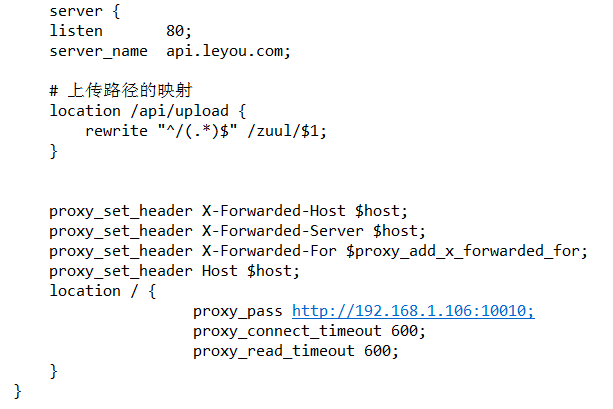 server {
listen       80;
server_name  api.leyou.com;
# 上传路径的映射
location /api/upload {
    rewrite "^/(.*)$" /zuul/$1;
}
proxy_set_header X-Forwarded-Host $host;
proxy_set_header X-Forwarded-Server $host;
proxy_set_header X-Forwarded-For $proxy_add_x_forwarded_for;
proxy_set_header Host $host;
location / {
                proxy_pass http://192.168.1.106:10010;
                proxy_connect_timeout 600;
                proxy_read_timeout 600;
}
}